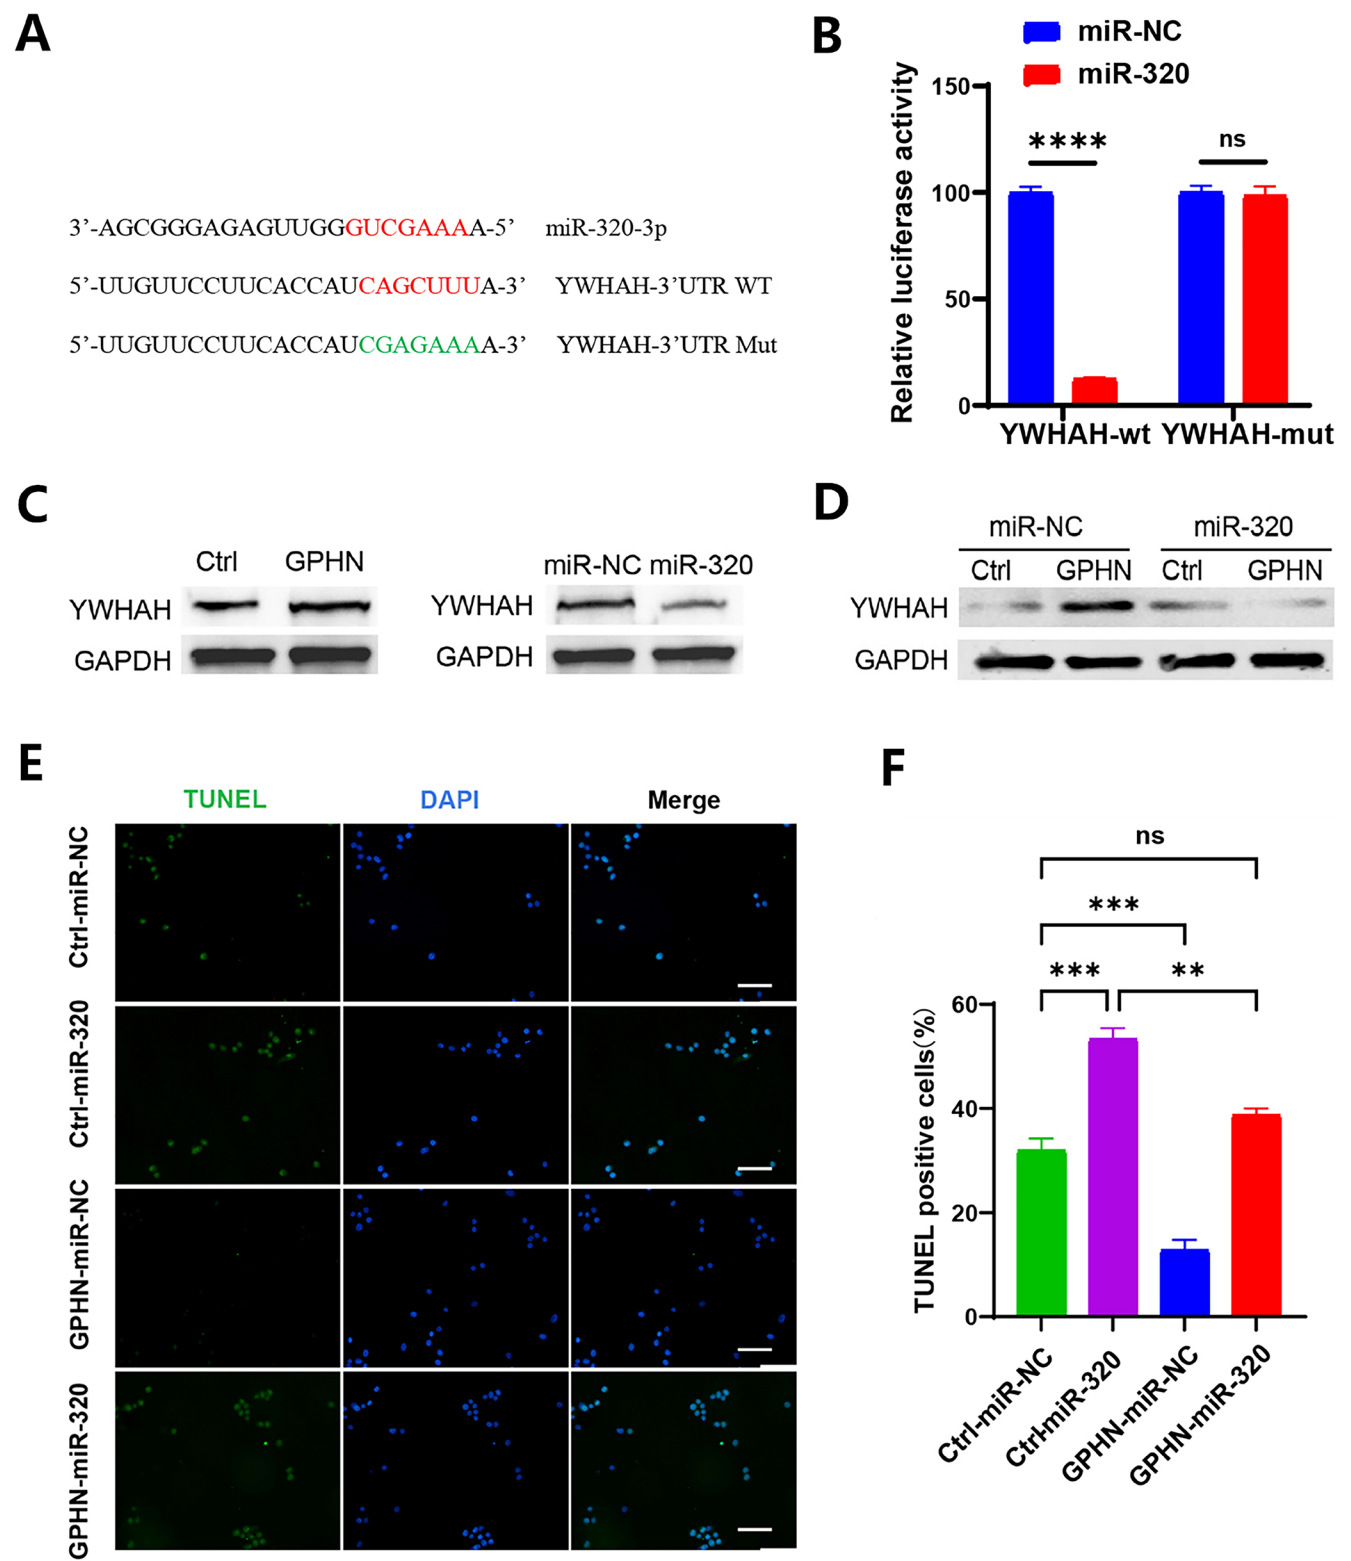 A
3’-AGCGGGAGAGUUGGGUCGAAAA-5’ miR-320-3p
5’-UUGUUCCUUCACCAUCAGCUUUA-3’ YWHAH-3’UTR WT
5’-UUGUUCCUUCACCAUCGAGAAAA-3’ YWHAH-3’UTR Mut
B
miR-NC
miR-320
Relative luciferase activity
150
100
50
0
****
ns
YWHAH-wt YWHAH-mut
C
Ctrl GPHN
YWHAH
GAPDH
miR-NC miR-320
YWHAH
GAPDH
D
miR-NC miR-320
Ctrl GPHN Ctrl GPHN
YWHAH
GAPDH
E
TUNEL DAPI Merge
Ctrl-miR-NC
Ctrl-miR-320
GPHN-miR-NC
GPHN-miR-320
F
ns
***
*** **
TUNEL positive cells(%)
60
40
20
0
Ctrl-miR-NC
Ctrl-miR-320
GPHN-miR-NC
GPHN-miR-320